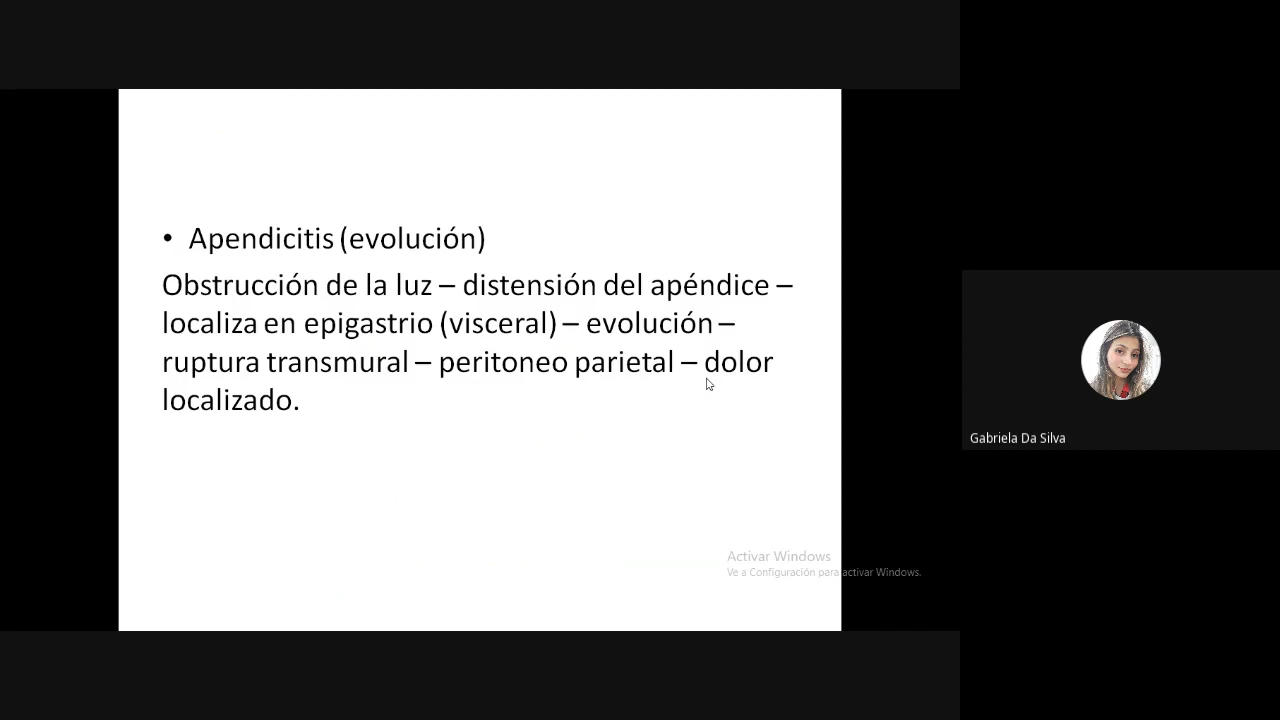 • Apendicitis (evolución)
Obstrucción de la luz – distensión del apéndice –
localiza en epigastrio (visceral) – evolución –
ruptura transmural – peritoneo parietal – dolor
localizado.
Gabriela Da Silva
Activar Windows
Ve a Configuración para activar Windows.